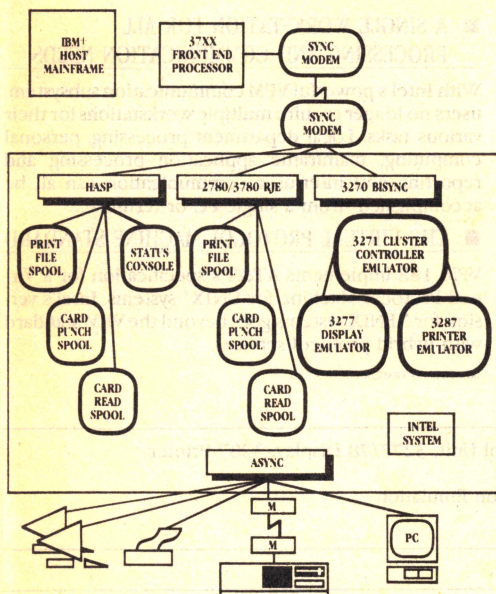 IBM†
HOST
MAINFRAME
37XX
FRONT END
PROCESSOR
SYNC
MODEM
SYNC
MODEM
HASP
2780/3780 RJE
3270 BISYNC
PRINT
FILE
SPOOL
STATUS
CONSOLE
CARD
PUNCH
SPOOL
CARD
READ
SPOOL
PRINT
FILE
SPOOL
CARD
PUNCH
SPOOL
CARD
READ
SPOOL
3271 CLUSTER
CONTROLLER
EMULATOR
3277
DISPLAY
EMULATOR
3287
PRINTER
EMULATOR
INTEL
SYSTEM
ASYNC
M
M
PC